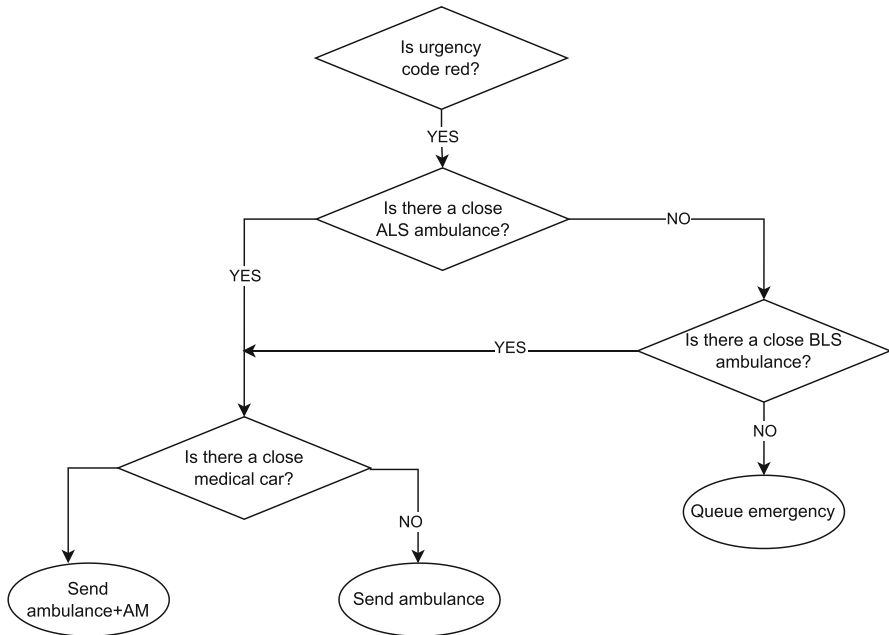 Is urgency
code red?
YES
Is there a close
ALS ambulance?
NO
YES
Is there a close BLS
ambulance?
YES
NO
Is there a close
medical car?
Queue emergency
NO
Send
ambulance+AM
Send ambulance